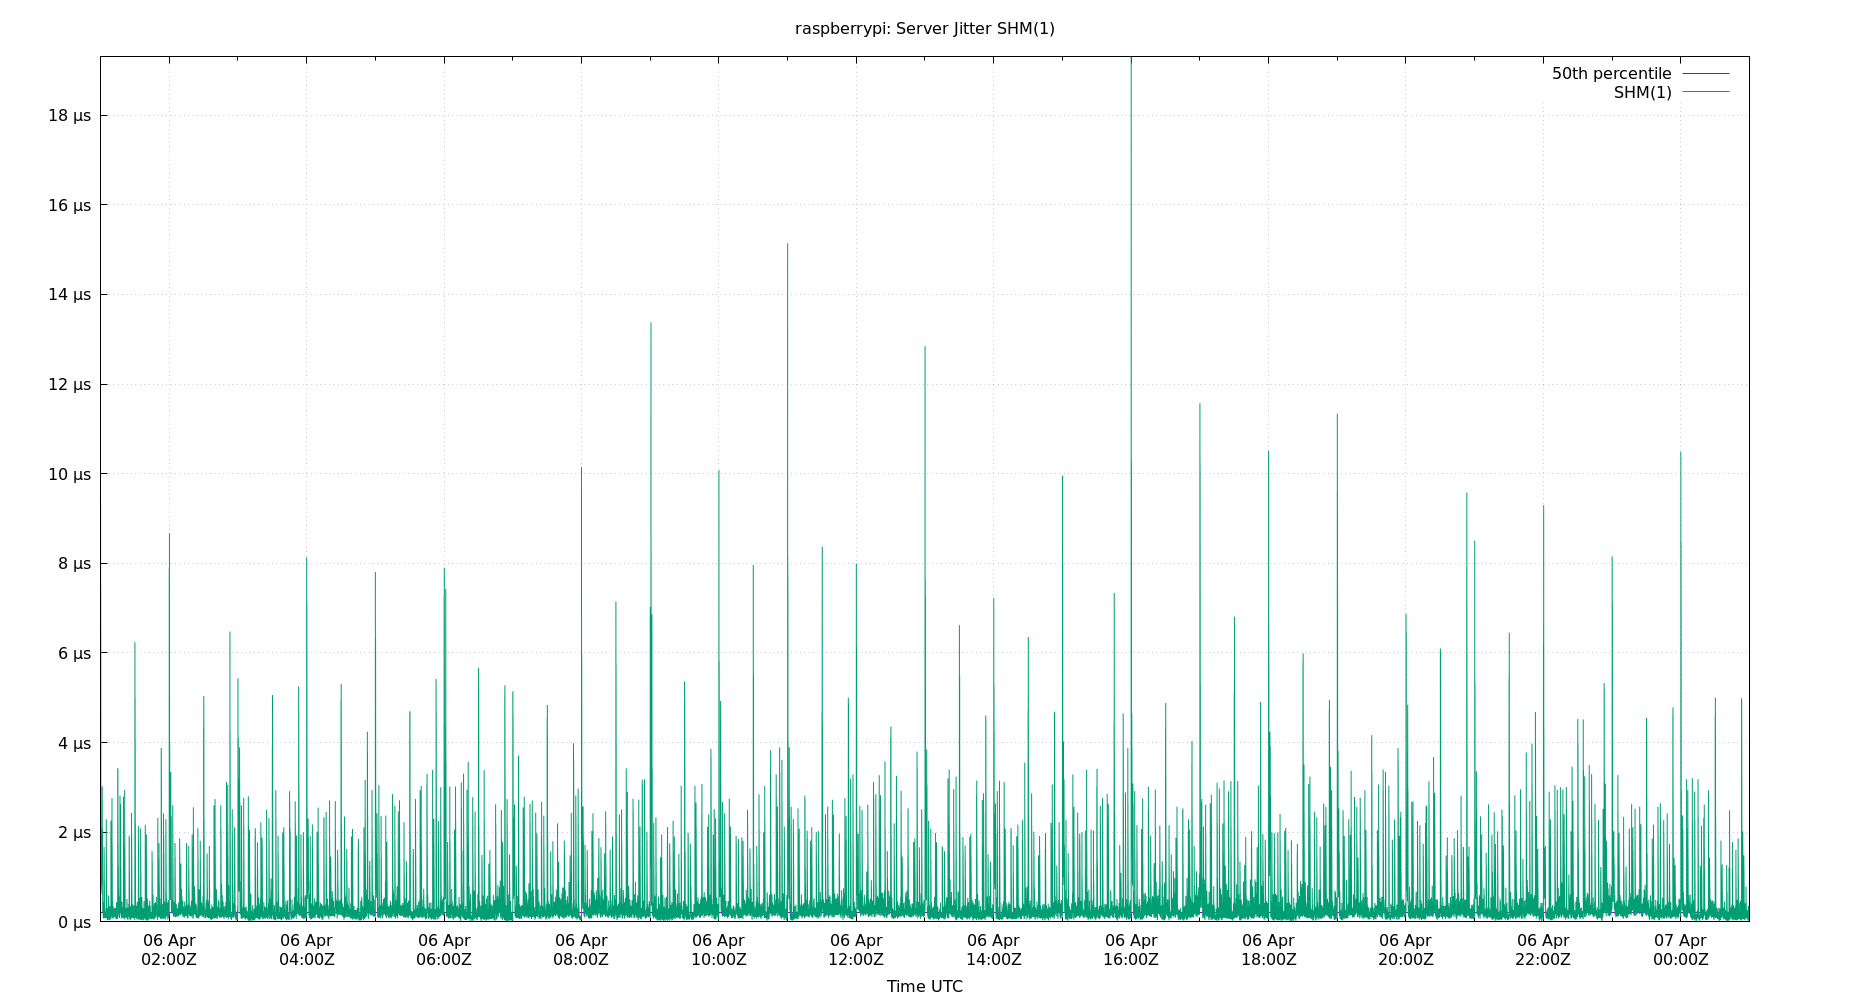 raspberrypi: Server Jitter SHM(1)
50th percentile
SHM(1)
18 µs
16 µs
14 µs
12 µs
10 µs
8 µs
6 µs
4 µs
2 µs
0 µs
06 Apr 06 Apr 06 Apr 06 Apr 06 Apr 06 Apr 06 Apr 06 Apr 06 Apr 06 Apr 06 Apr 07 Apr
02:00Z 04:00Z 06:00Z 08:00Z 10:00Z 12:00Z 14:00Z 16:00Z 18:00Z 20:00Z 22:00Z 00:00Z
Time UTC